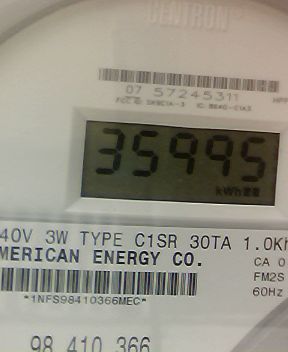 CENTRON®
07 57245311
35995
kWh
40V 3W TYPE C1SR 30TA 1.0Kh
MERICAN ENERGY CO.
CA 0
FM2S
60Hz
*1NFS98410366MEC*
98 410 366